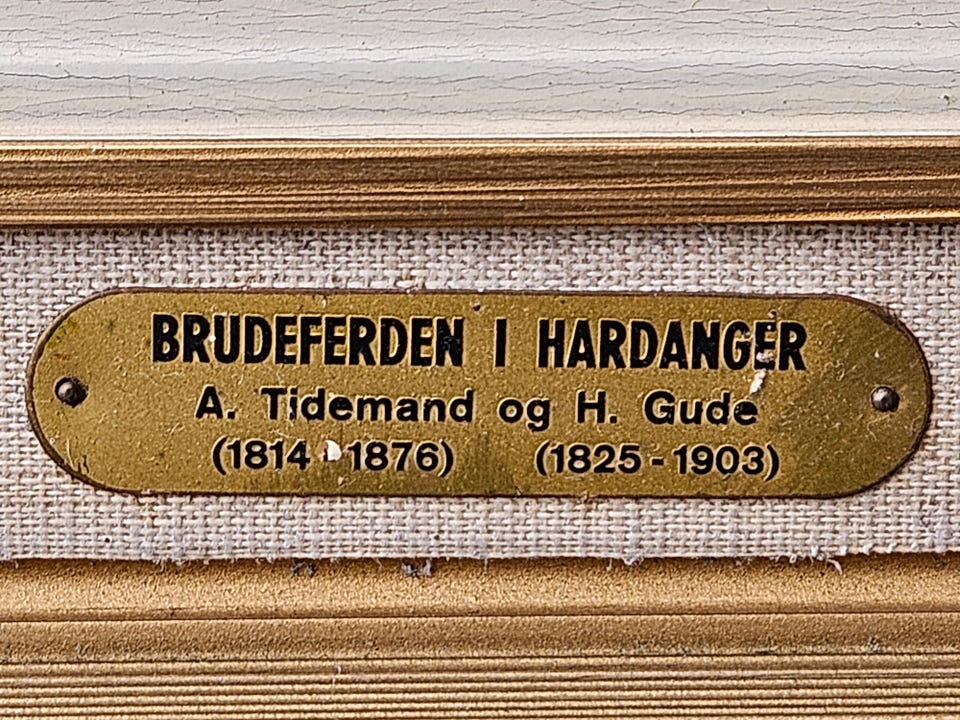 BRUDEFERDEN I HARDANGER
A. Tidemand og H. Gude
(1814 - 1876) (1825 - 1903)